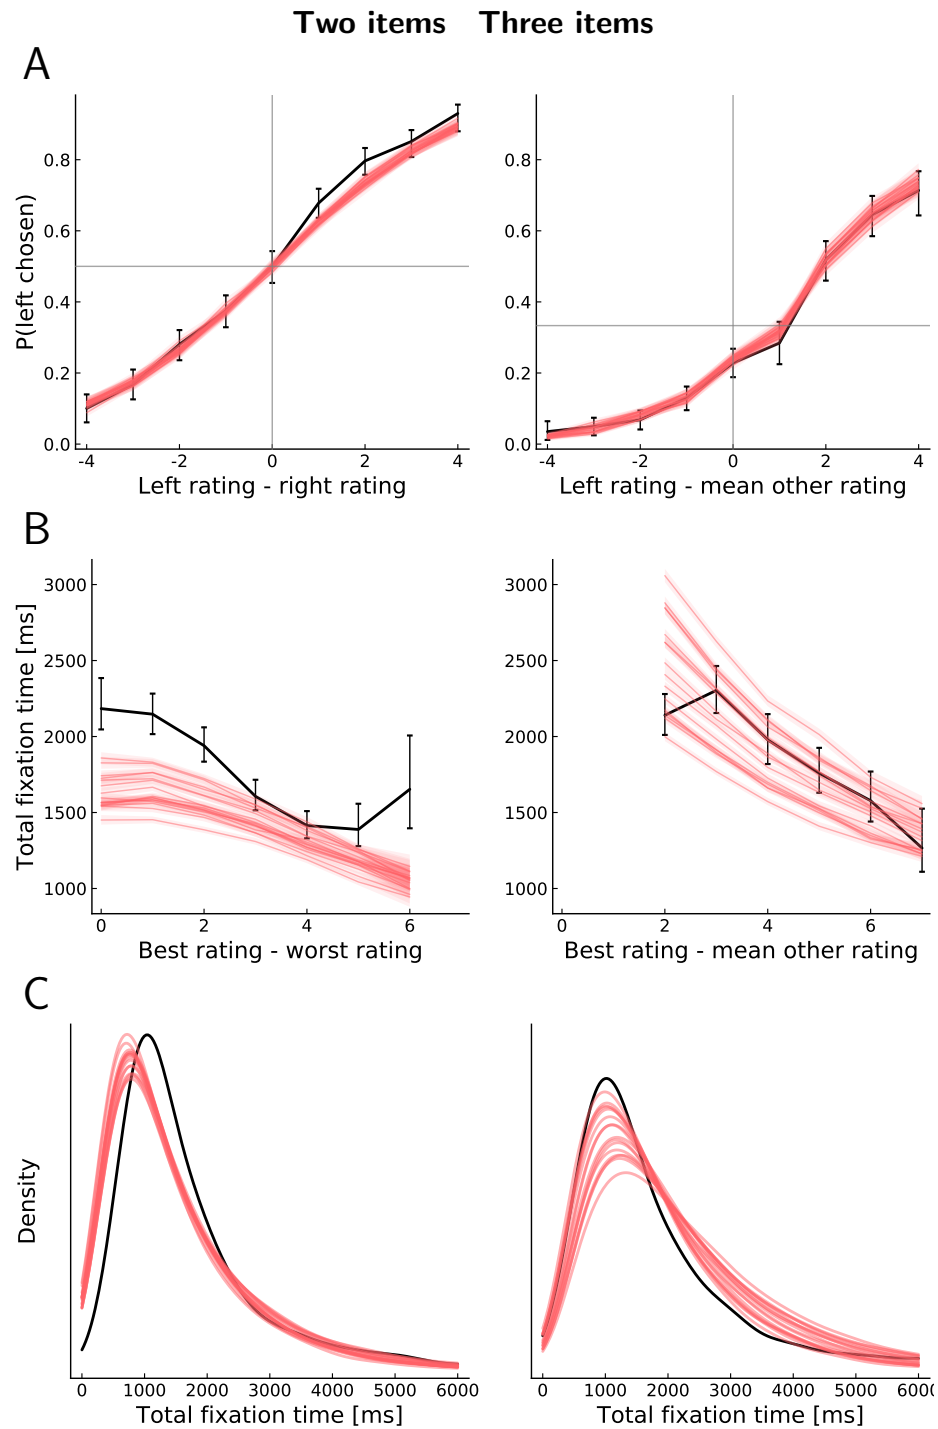 Two items Three items
A
P(left chosen)
0.8
0.6
0.4
0.2
0.0
-4 -2 0 2 4
Left rating - right rating
0.8
0.6
0.4
0.2
0.0
-4 -2 0 2 4
Left rating - mean other rating
B
Total fixation time [ms]
3000
2500
2000
1500
1000
0 2 4 6
Best rating - worst rating
3000
2500
2000
1500
1000
0 2 4 6
Best rating - mean other rating
C
Density
0 1000 2000 3000 4000 5000 6000
Total fixation time [ms]
0 1000 2000 3000 4000 5000 6000
Total fixation time [ms]